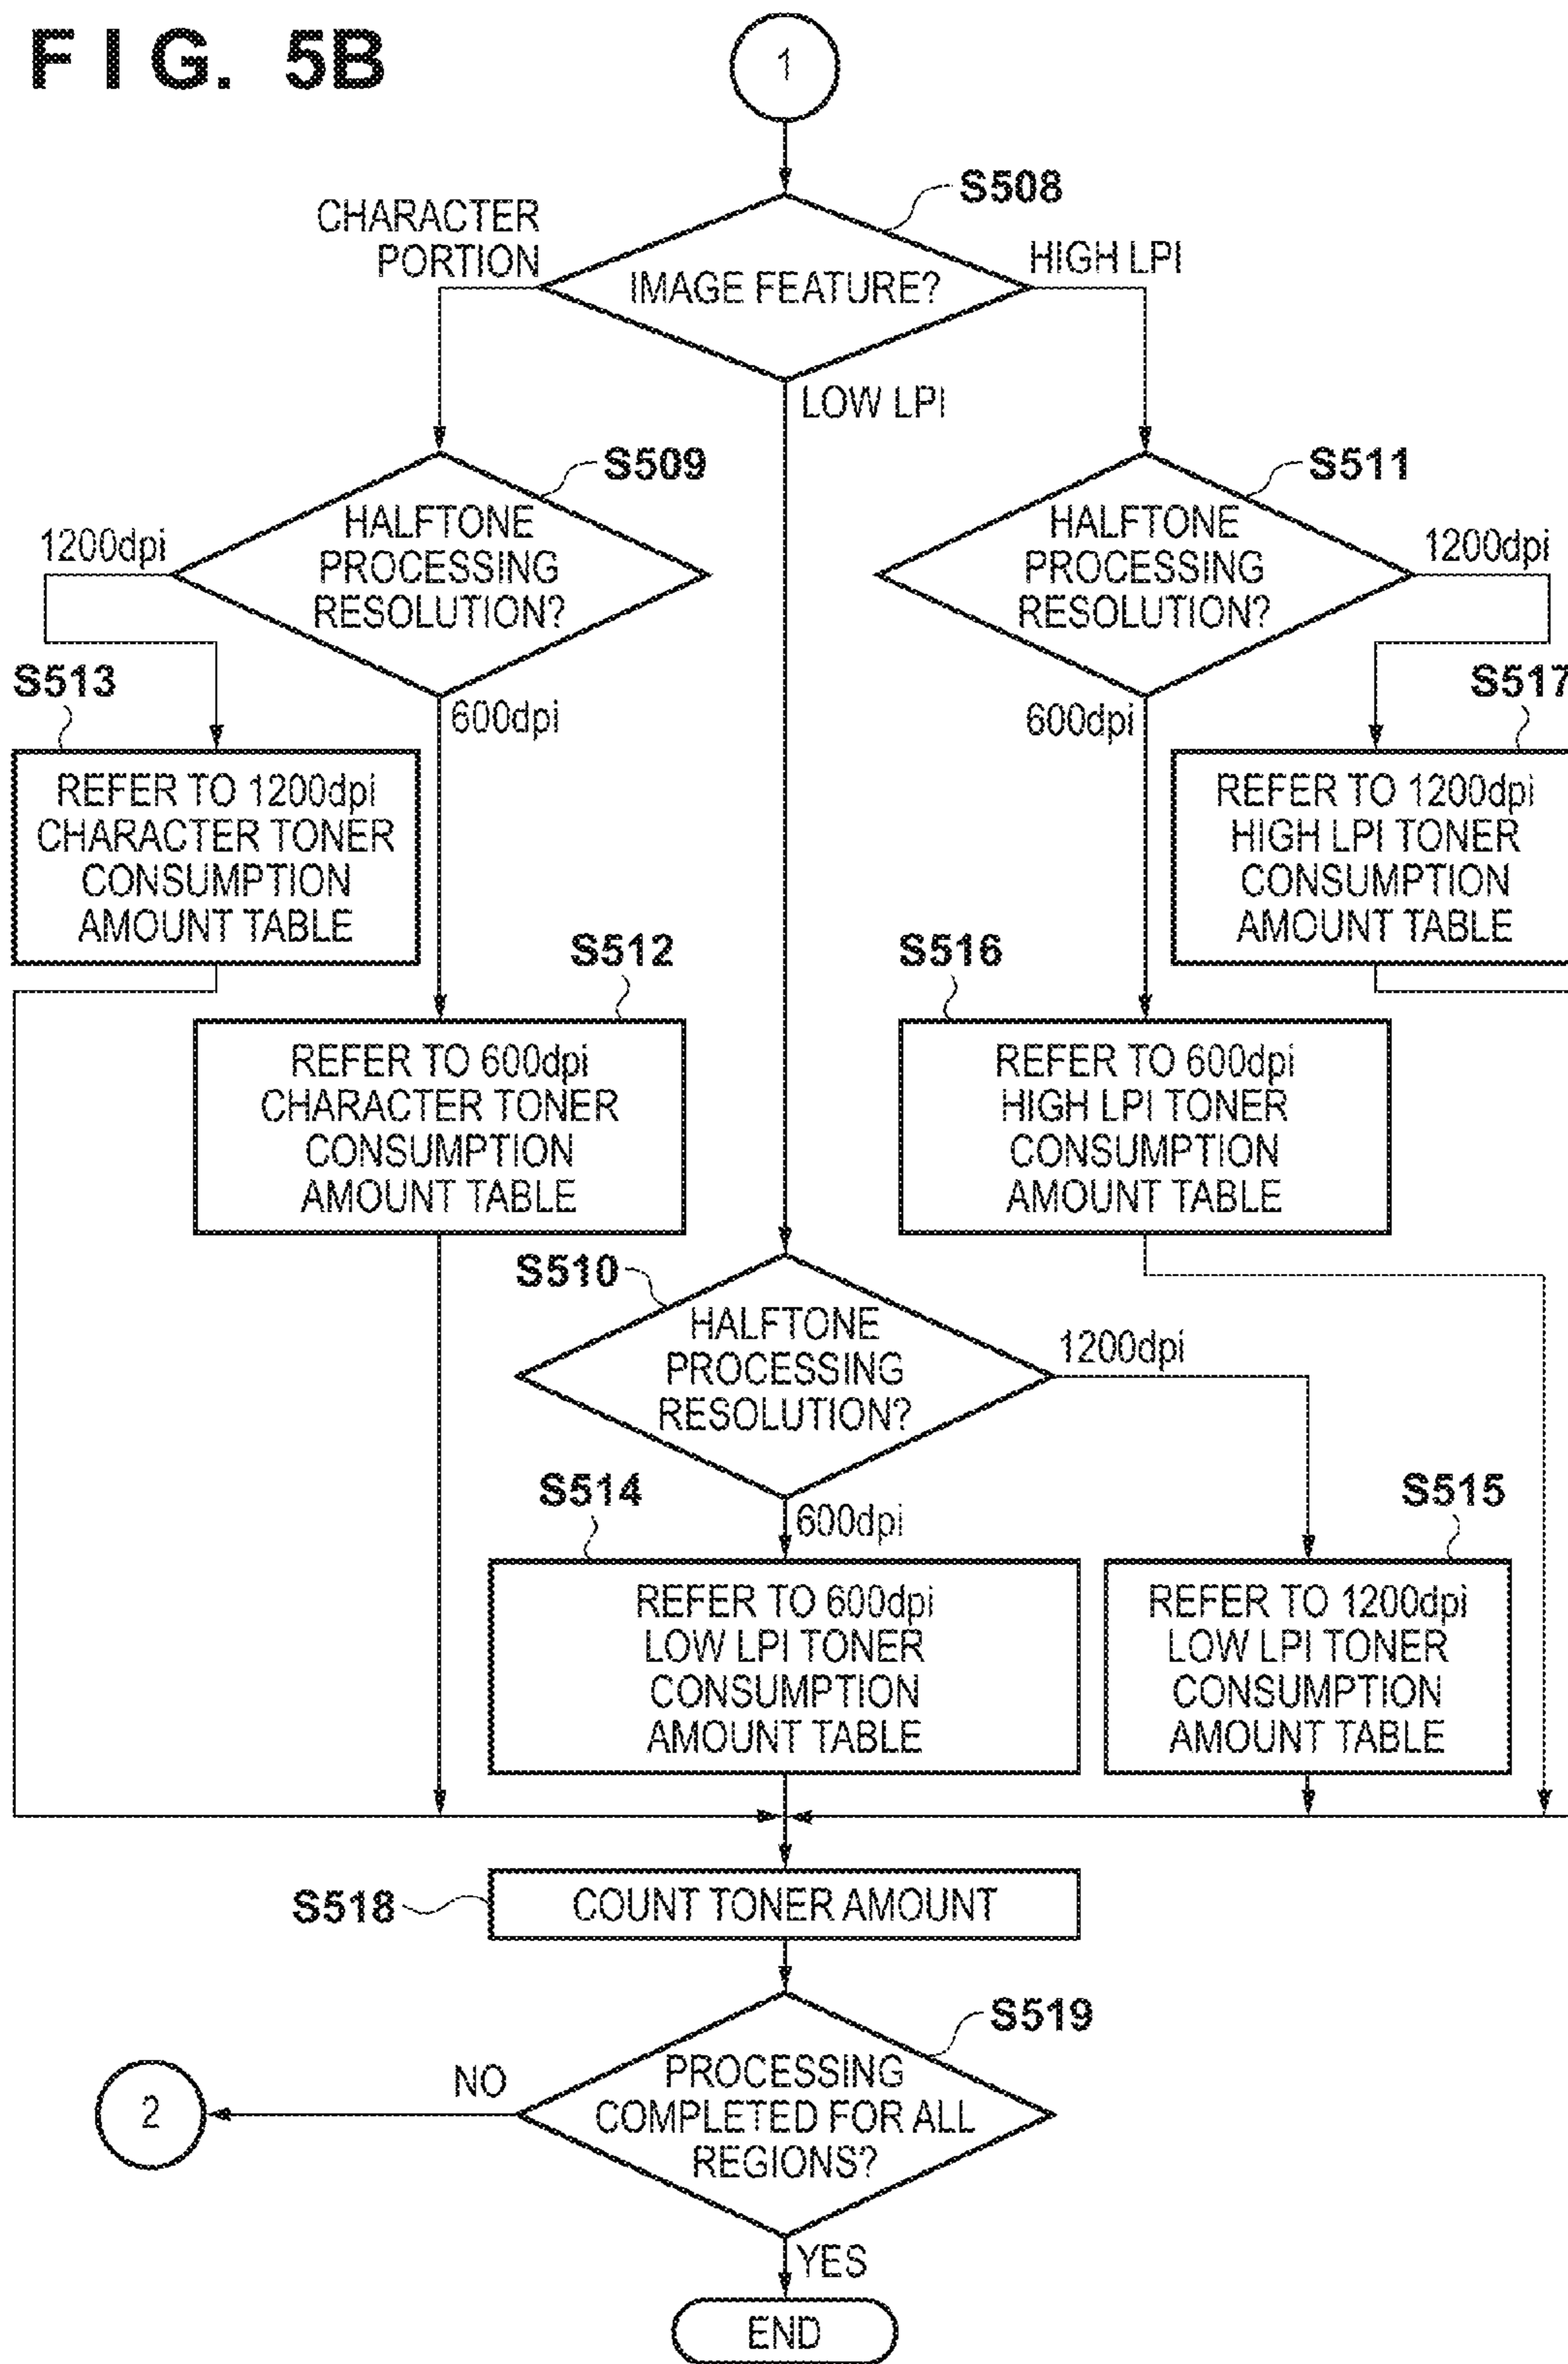 FIG. 5B
1
S508
CHARACTER
PORTION
IMAGE FEATURE?
HIGH LPI
LOW LPI
S509
HALFTONE
PROCESSING
RESOLUTION?
1200dpi
600dpi
S511
HALFTONE
PROCESSING
RESOLUTION?
1200dpi
600dpi
S513
REFER TO 1200dpi
CHARACTER TONER
CONSUMPTION
AMOUNT TABLE
S517
REFER TO 1200dpi
HIGH LPI TONER
CONSUMPTION
AMOUNT TABLE
S512
REFER TO 600dpi
CHARACTER TONER
CONSUMPTION
AMOUNT TABLE
S516
REFER TO 600dpi
HIGH LPI TONER
CONSUMPTION
AMOUNT TABLE
S510
HALFTONE
PROCESSING
RESOLUTION?
1200dpi
600dpi
S514
REFER TO 600dpi
LOW LPI TONER
CONSUMPTION
AMOUNT TABLE
S515
REFER TO 1200dpi
LOW LPI TONER
CONSUMPTION
AMOUNT TABLE
S518
COUNT TONER AMOUNT
S519
PROCESSING
COMPLETED FOR ALL
REGIONS?
NO
2
YES
END